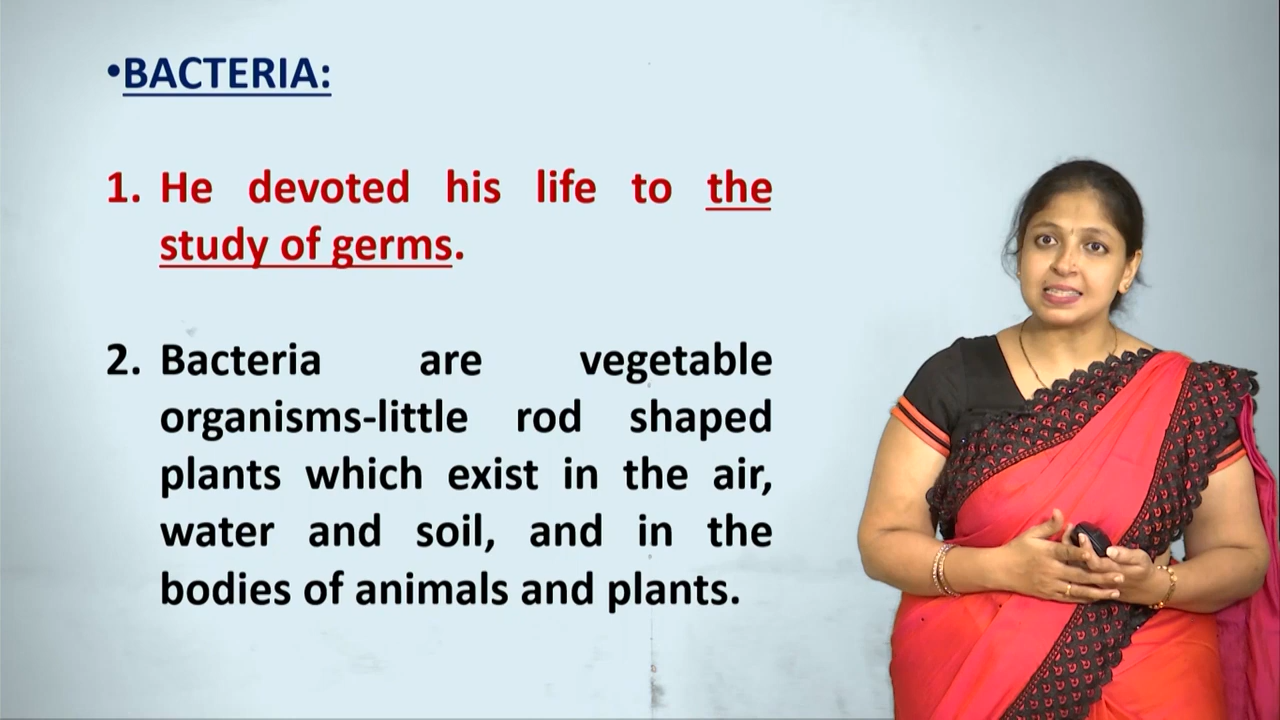 •BACTERIA:
1. He devoted his life to the
study of germs.
2. Bacteria are vegetable
organisms-little rod shaped
plants which exist in the air,
water and soil, and in the
bodies of animals and plants.